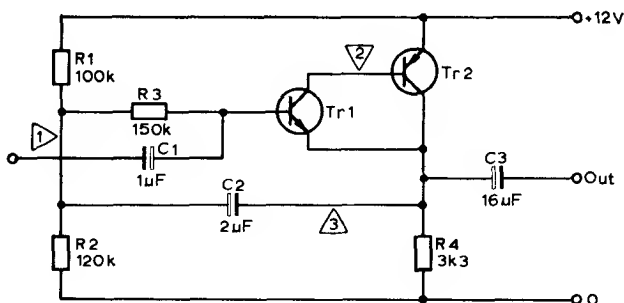 +12V
R1
100k
2
Tr2
R3
150k
Tr1
1
C1
1µF
C3
16µF
Out
C2
2µF
3
R2
120k
R4
3k3
0